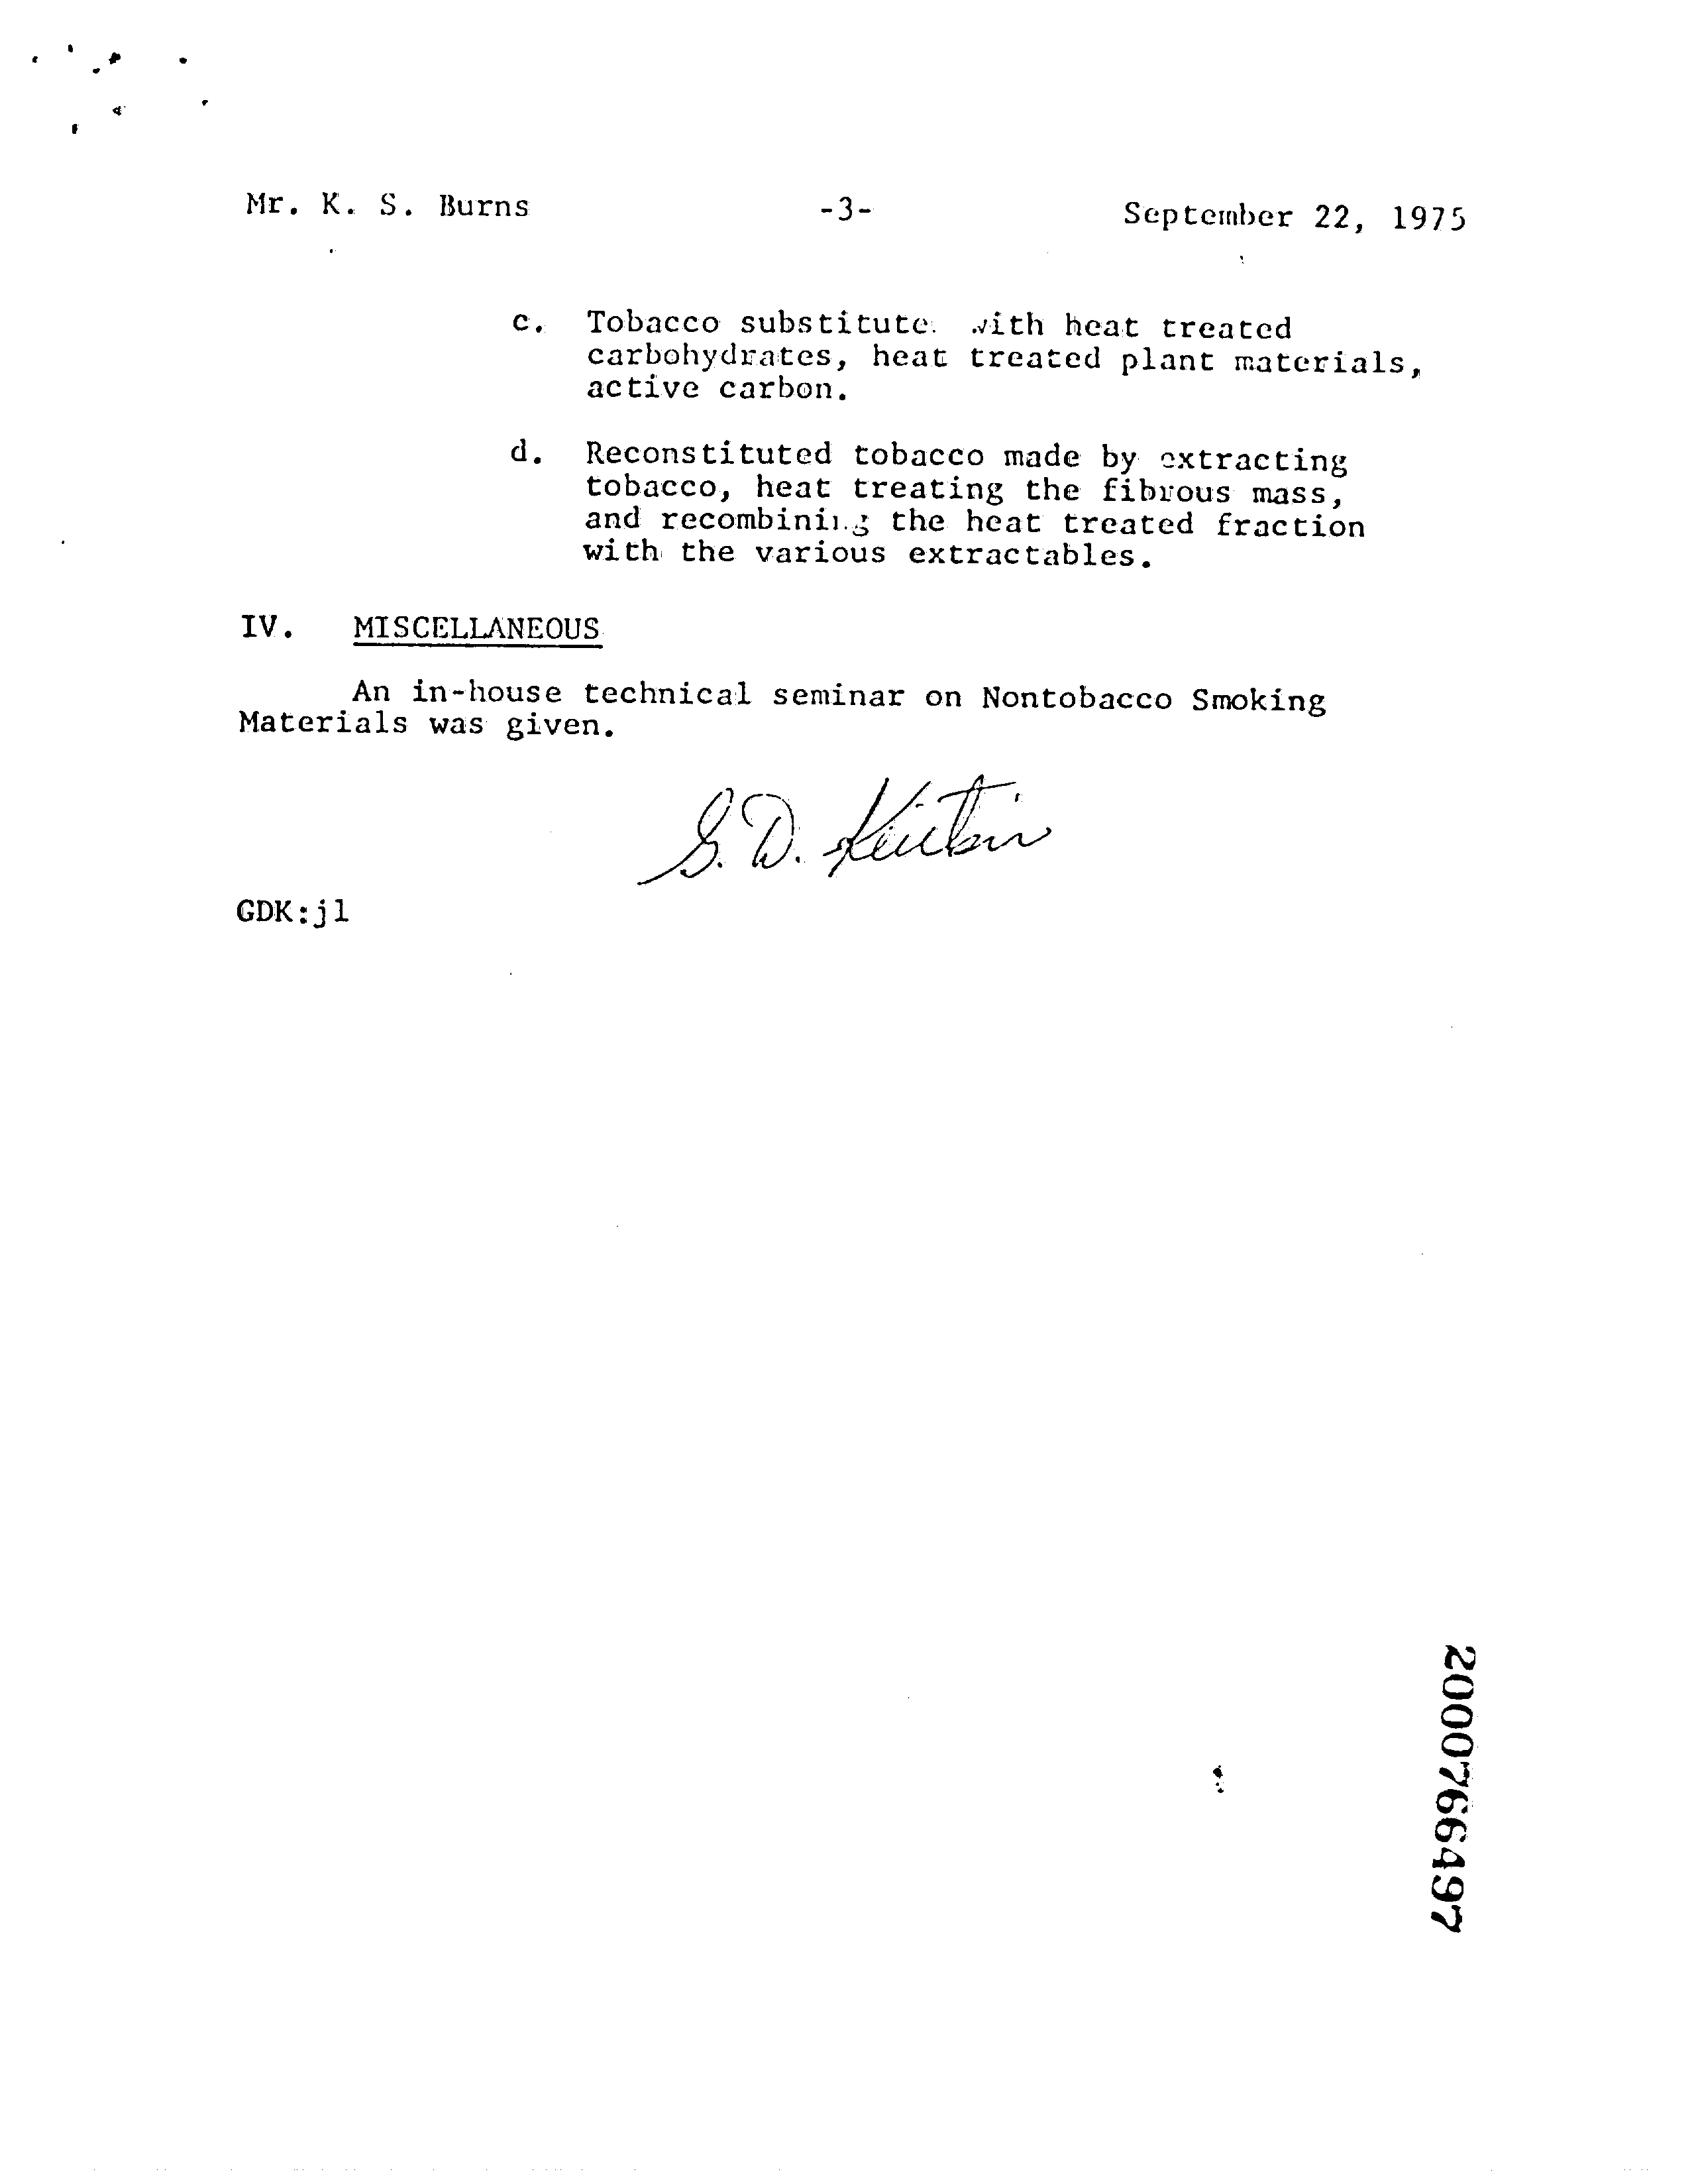 Mr. K. S. Burns -3- September 22, 1975
c. Tobacco substitute with heat treated
carbohydrates, heat treated plant materials,
active carbon.
d. Reconstituted tobacco made by extracting
tobacco, heat treating the fibrous mass,
and recombining the heat treated fraction
with the various extractables.
IV. MISCELLANEOUS
An in-house technical seminar on Nontobacco Smoking
Materials was given.
D.
GDK:jl
2000766497